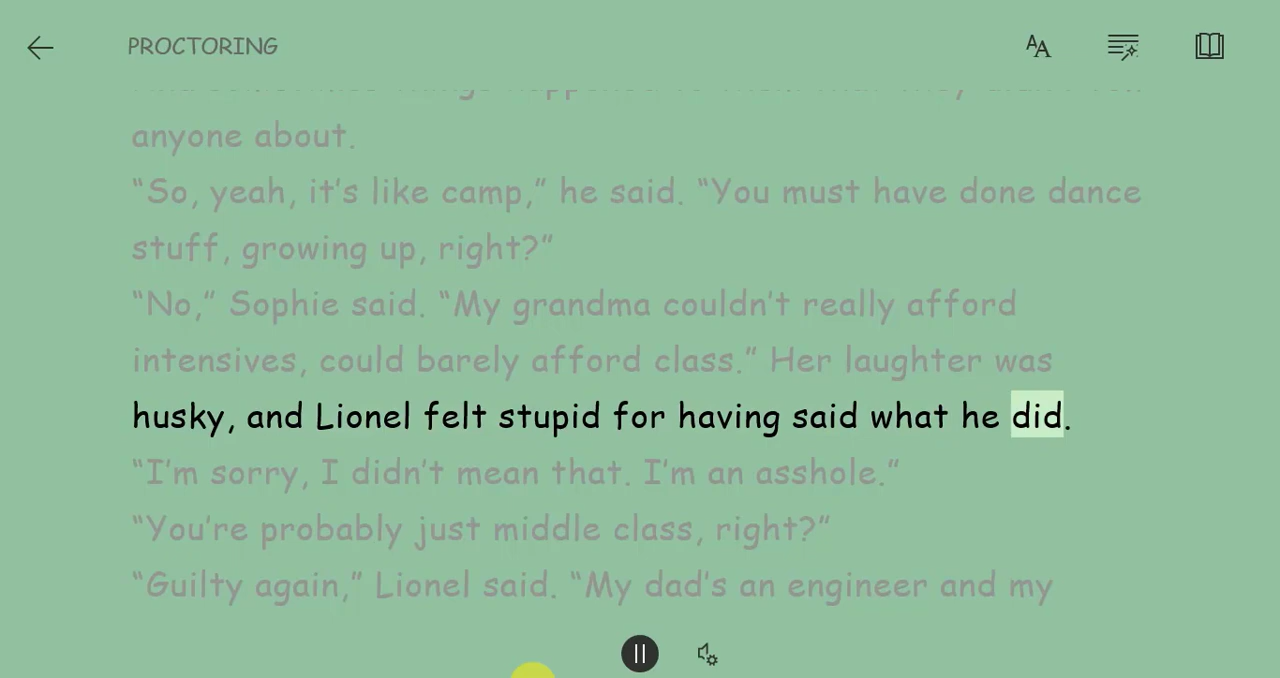 PROCTORING
AA
anyone about.
“So, yeah, it’s like camp,” he said. “You must have done dance
stuff, growing up, right?”
“No,” Sophie said. “My grandma couldn’t really afford
intensives, could barely afford class.” Her laughter was
husky, and Lionel felt stupid for having said what he did.
“I’m sorry, I didn’t mean that. I’m an asshole.”
“You’re probably just middle class, right?”
“Guilty again,” Lionel said. “My dad’s an engineer and my